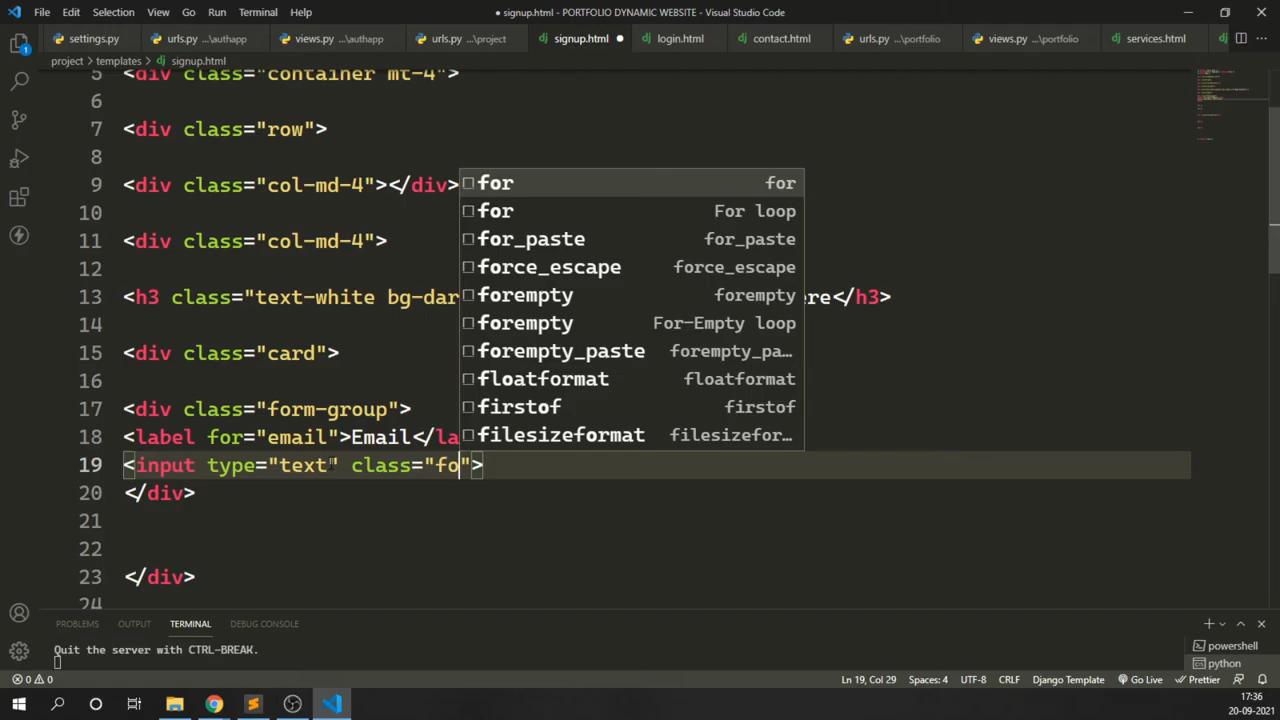 File Edit Selection View Go Run Terminal Help
● signup.html - PORTFOLIO DYNAMIC WEBSITE - Visual Studio Code
settings.py urls.py ...\authapp views.py ...\authapp urls.py ...\project signup.html ● login.html contact.html urls.py ...\portfolio views.py ...\portfolio services.html
project > templates > signup.html
5 <div class="container mt-4">
6
7 <div class="row">
8
9 <div class="col-md-4"></div>
10
11 <div class="col-md-4">
12
13 <h3 class="text-white bg-dar ere</h3>
14
15 <div class="card">
16
17 <div class="form-group">
18 <label for="email">Email</la
19 <input type="text" class="fo">
20 </div>
21
22
23 </div>
24
for for
for For loop
for_paste for_paste
force_escape force_escape
forempty forempty
forempty For-Empty loop
forempty_paste forempty_pa...
floatformat floatformat
firstof firstof
filesizeformat filesizefor...
1
PROBLEMS OUTPUT TERMINAL DEBUG CONSOLE
Quit the server with CTRL-BREAK.
powershell
python
0 0 Ln 19, Col 29 Spaces: 4 UTF-8 CRLF Django Template Go Live Prettier
17:36
20-09-2021